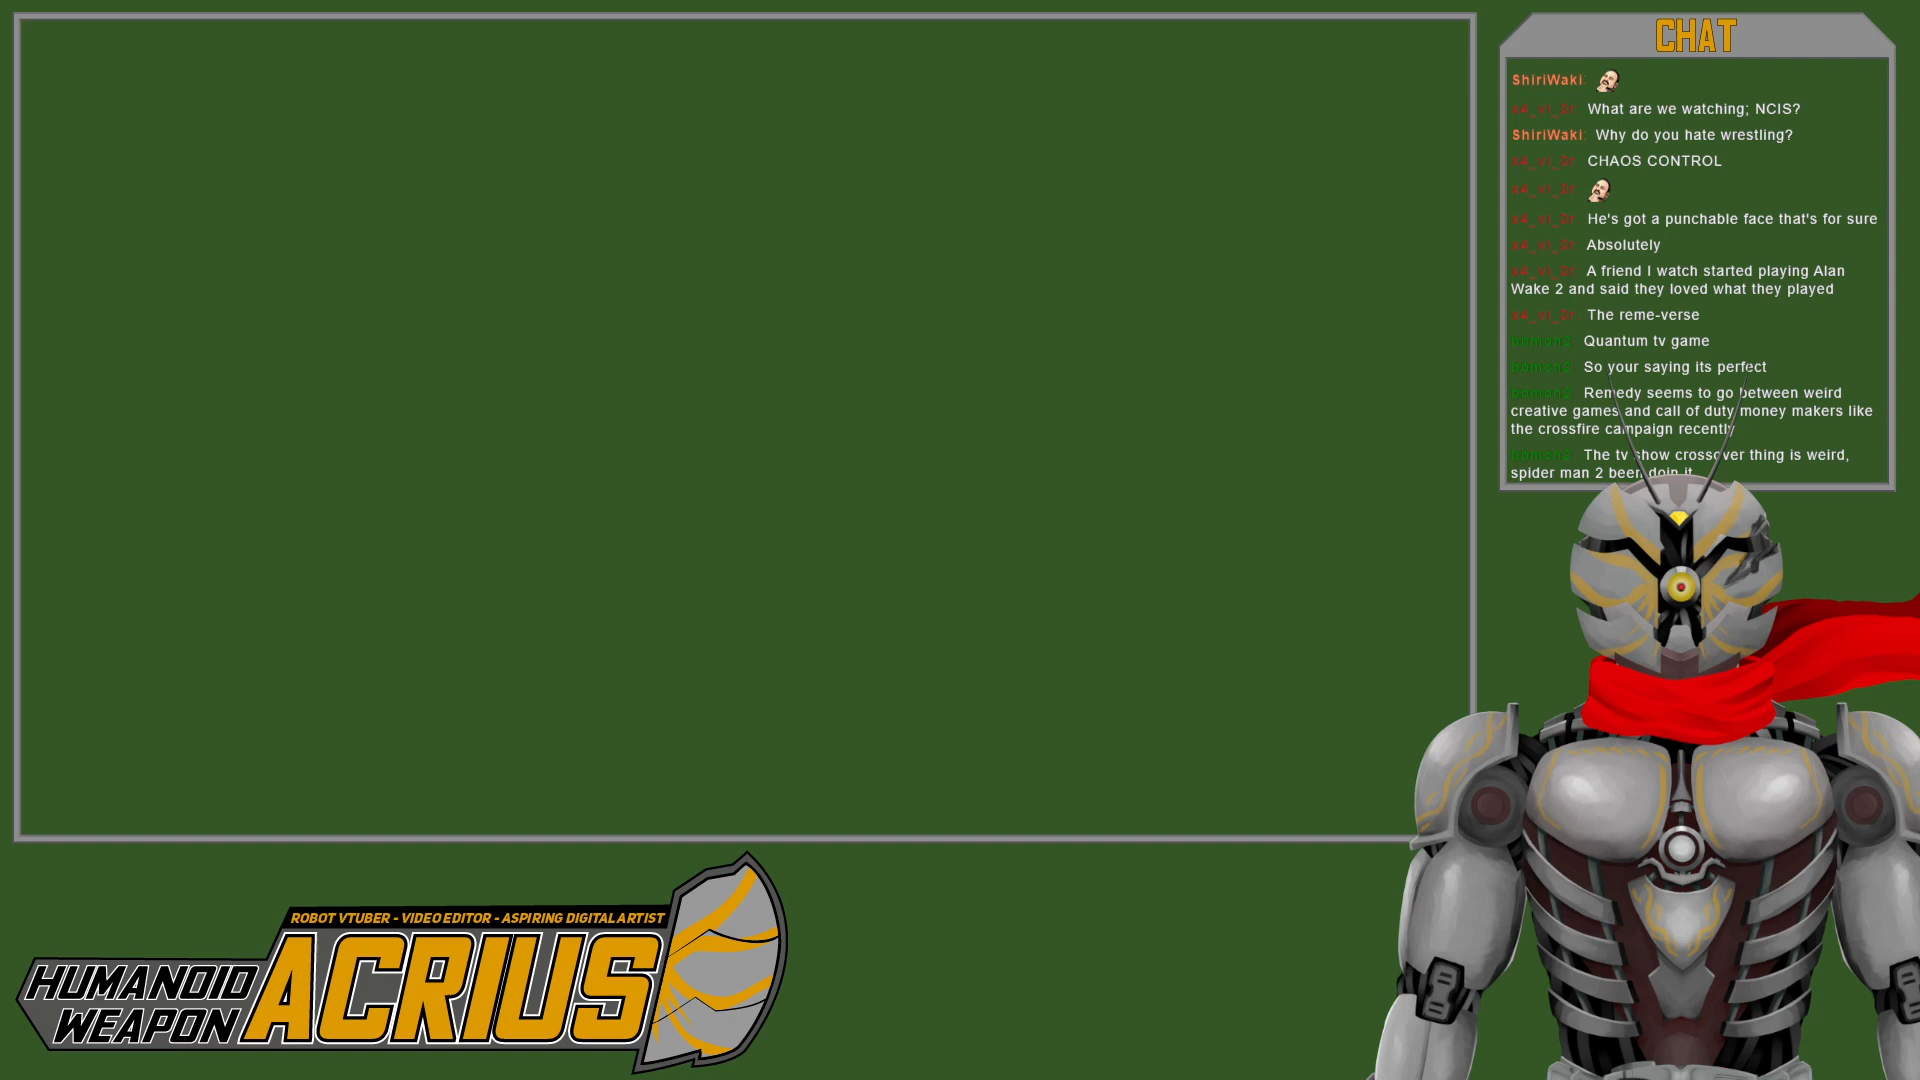 CHAT
ShiriWaki:
What are we watching; NCIS?
ShiriWaki: Why do you hate wrestling?
CHAOS CONTROL
He's got a punchable face that's for sure
Absolutely
A friend I watch started playing Alan
Wake 2 and said they loved what they played
The reme-verse
Quantum tv game
So your saying its perfect
Remedy seems to go between weird
creative games and call of duty money makers like
the crossfire campaign recently
The tv show crossover thing is weird,
spider man 2 been doin it
ROBOT VTUBER - VIDEO EDITOR - ASPIRING DIGITAL ARTIST
HUMANOID
WEAPON
ACRIUS